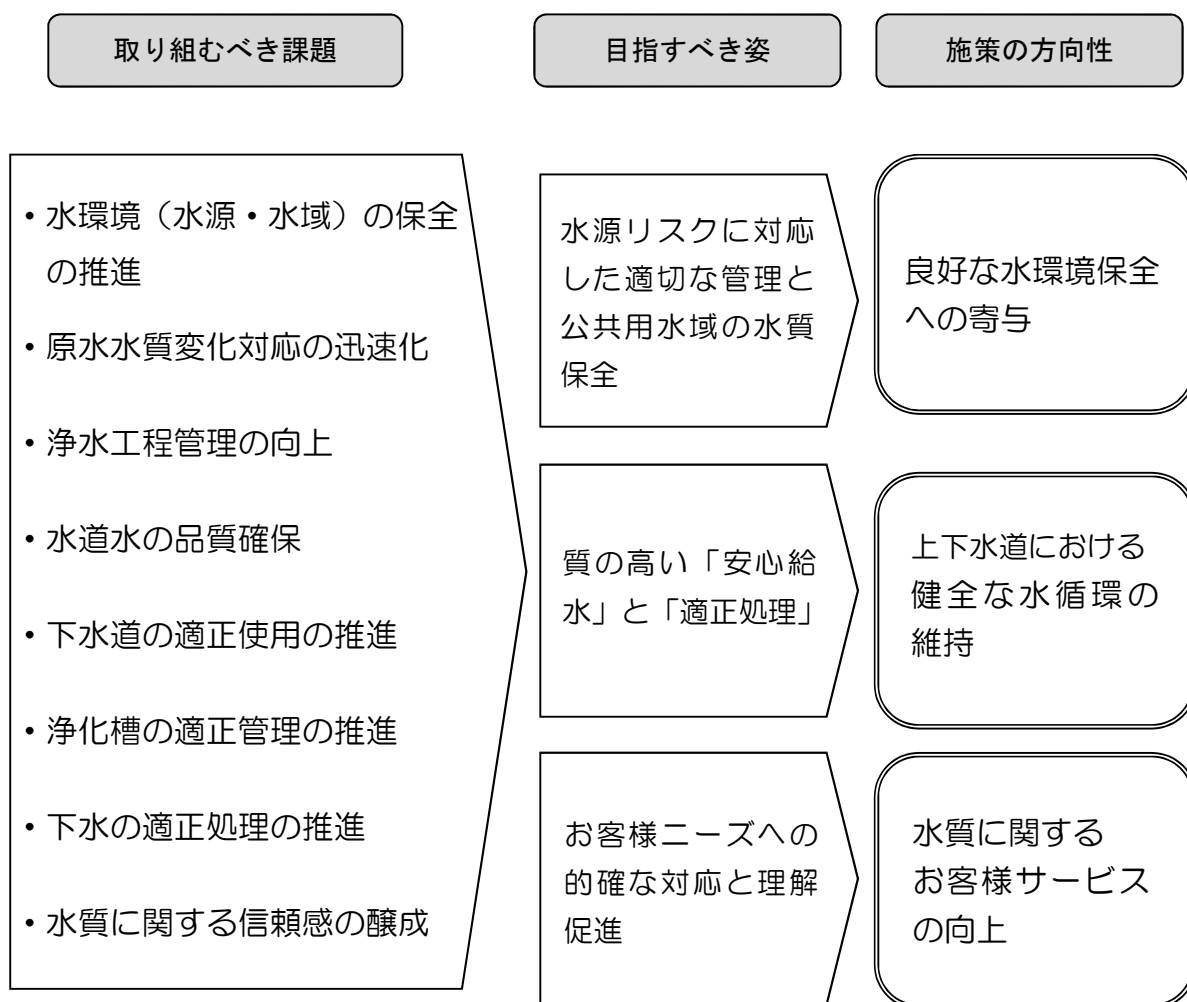 取り組むべき課題
目指すべき姿
施策の方向性
・水環境（水源・水域）の保全
の推進
・原水水質変化対応の迅速化
・浄水工程管理の向上
・水道水の品質確保
・下水道の適正使用の推進
・浄化槽の適正管理の推進
・下水の適正処理の推進
・水質に関する信頼感の醸成
水源リスクに対応
した適切な管理と
公共用水域の水質
保全
質の高い「安心給
水」と「適正処理」
お客様ニーズへの
的確な対応と理解
促進
良好な水環境保全
への寄与
上下水道における
健全な水循環の
維持
水質に関する
お客様サービス
の向上